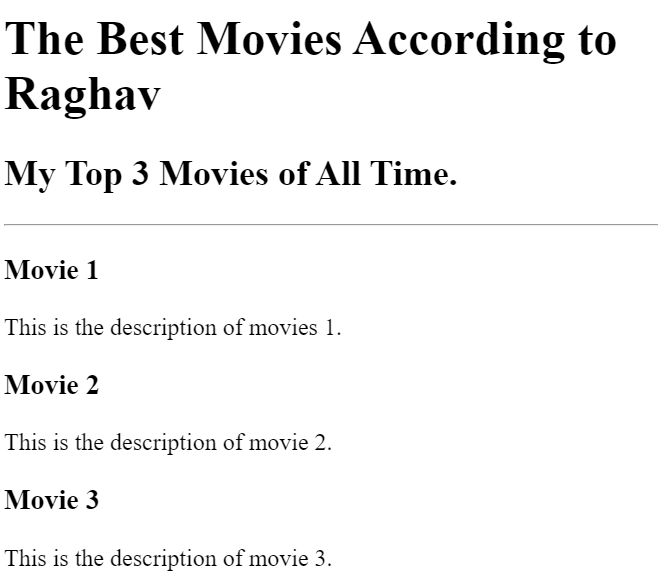 The Best Movies According to
Raghav
My Top 3 Movies of All Time.
Movie 1
This is the description of movies 1.
Movie 2
This is the description of movie 2.
Movie 3
This is the description of movie 3.